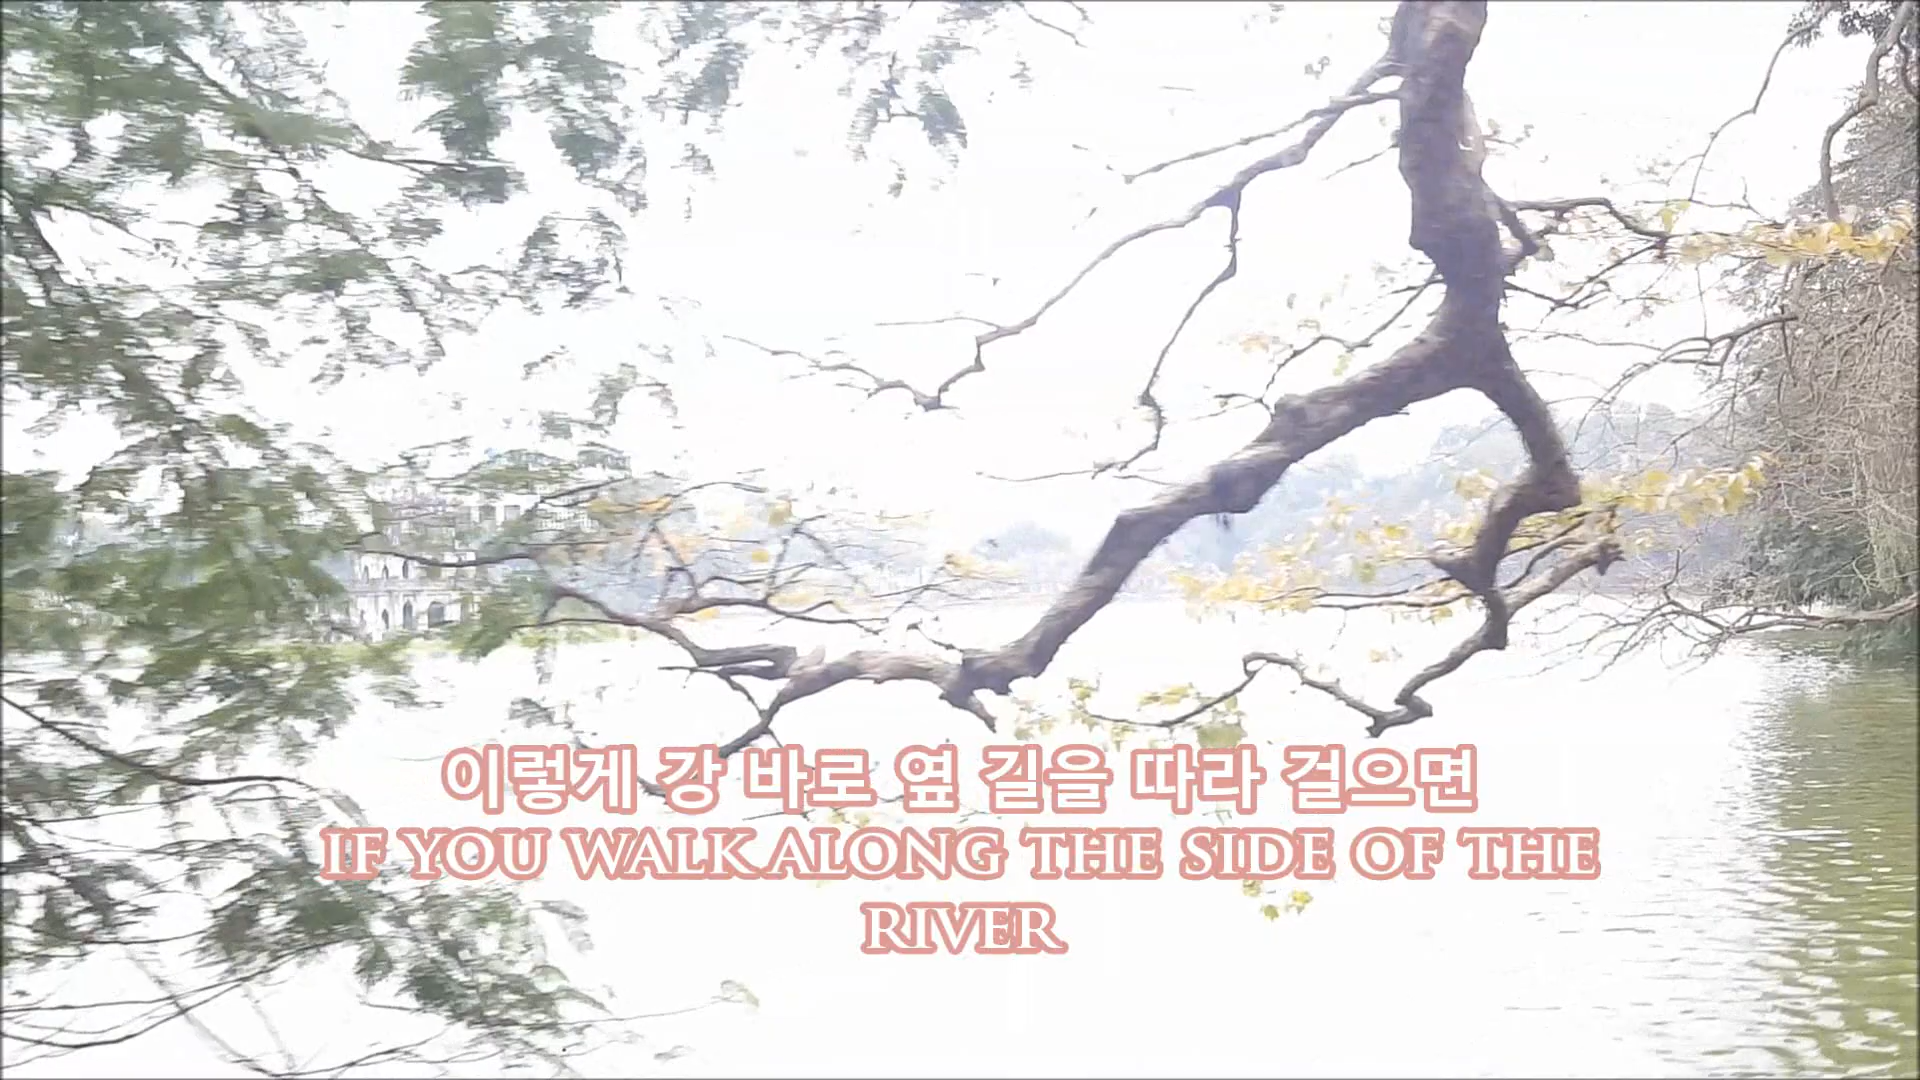 이렇게 강 바로 옆 길을 따라 걸으면
IF YOU WALK ALONG THE SIDE OF THE
RIVER